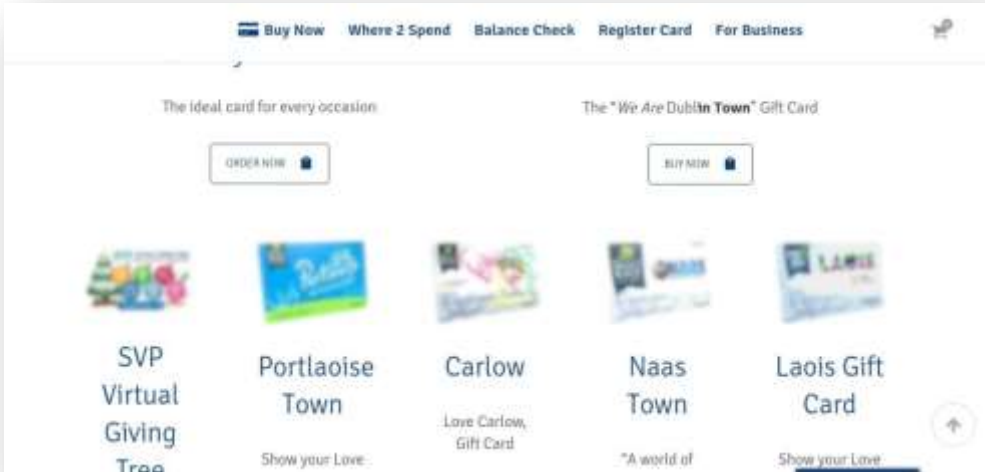 Buy Now Where 2 Spend Balance Check Register Card For Business
The ideal card for every occasion
The "We Are Dublin Town" Gift Card
ORDER NOW
BUY NOW
LAOIS
SVP
Virtual
Giving
Tree
Portlaoise
Town
Show your Love
Carlow
Love Carlow,
Gift Card
Naas
Town
"A world of
Laois Gift
Card
Show your Love